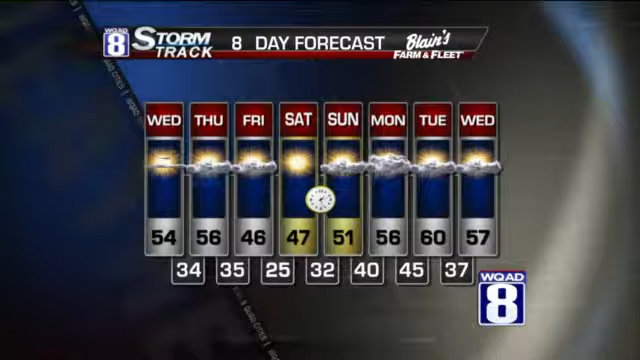 WQAD
8
STORM
TRACK
8 DAY FORECAST
Blain's
FARM & FLEET
WED THU FRI SAT SUN MON TUE WED
54 56 46 47 51 56 60 57
34 35 25 32 40 45 37
WQAD
8